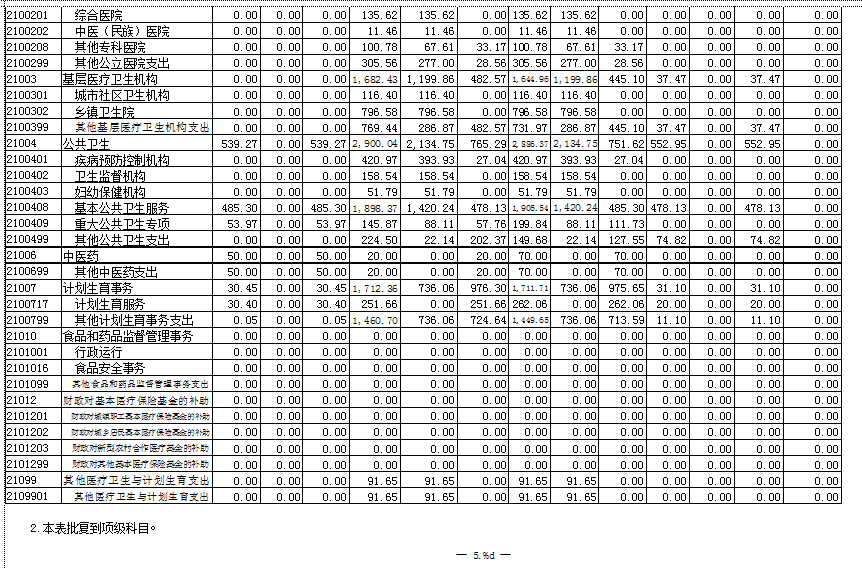 2100201 综合医院 0.00 0.00 0.00 135.62 135.62 0.00 135.62 135.62 0.00 0.00 0.00 0.00 0.00
2100202 中医（民族）医院 0.00 0.00 0.00 11.46 11.46 0.00 11.46 11.46 0.00 0.00 0.00 0.00 0.00
2100208 其他专科医院 0.00 0.00 0.00 100.78 67.61 33.17 100.78 67.61 33.17 0.00 0.00 0.00 0.00
2100299 其他公立医院支出 0.00 0.00 0.00 305.56 277.00 28.56 305.56 277.00 28.56 0.00 0.00 0.00 0.00
21003 基层医疗卫生机构 0.00 0.00 0.00 1,682.43 1,199.86 482.57 1,644.96 1,199.86 445.10 37.47 0.00 37.47 0.00
2100301 城市社区卫生机构 0.00 0.00 0.00 116.40 116.40 0.00 116.40 116.40 0.00 0.00 0.00 0.00 0.00
2100302 乡镇卫生院 0.00 0.00 0.00 796.58 796.58 0.00 796.58 796.58 0.00 0.00 0.00 0.00 0.00
2100399 其他基层医疗卫生机构支出 0.00 0.00 0.00 769.44 286.87 482.57 731.97 286.87 445.10 37.47 0.00 37.47 0.00
21004 公共卫生 539.27 0.00 539.27 2,900.04 2,134.75 765.29 2,886.37 2,134.75 751.62 552.95 0.00 552.95 0.00
2100401 疾病预防控制机构 0.00 0.00 0.00 420.97 393.93 27.04 420.97 393.93 27.04 0.00 0.00 0.00 0.00
2100402 卫生监督机构 0.00 0.00 0.00 158.54 158.54 0.00 158.54 158.54 0.00 0.00 0.00 0.00 0.00
2100403 妇幼保健机构 0.00 0.00 0.00 51.79 51.79 0.00 51.79 51.79 0.00 0.00 0.00 0.00 0.00
2100408 基本公共卫生服务 485.30 0.00 485.30 1,898.37 1,420.24 478.13 1,905.54 1,420.24 485.30 478.13 0.00 478.13 0.00
2100409 重大公共卫生专项 53.97 0.00 53.97 145.87 88.11 57.76 199.84 88.11 111.73 0.00 0.00 0.00 0.00
2100499 其他公共卫生支出 0.00 0.00 0.00 224.50 22.14 202.37 149.68 22.14 127.55 74.82 0.00 74.82 0.00
21006 中医药 50.00 0.00 50.00 20.00 0.00 20.00 70.00 0.00 70.00 0.00 0.00 0.00 0.00
2100699 其他中医药支出 50.00 0.00 50.00 20.00 0.00 20.00 70.00 0.00 70.00 0.00 0.00 0.00 0.00
21007 计划生育事务 30.45 0.00 30.45 1,712.36 736.06 976.30 1,711.71 736.06 975.65 31.10 0.00 31.10 0.00
2100717 计划生育服务 30.40 0.00 30.40 251.66 0.00 251.66 262.06 0.00 262.06 20.00 0.00 20.00 0.00
2100799 其他计划生育事务支出 0.05 0.00 0.05 1,460.70 736.06 724.64 1,449.65 736.06 713.59 11.10 0.00 11.10 0.00
21010 食品和药品监督管理事务 0.00 0.00 0.00 0.00 0.00 0.00 0.00 0.00 0.00 0.00 0.00 0.00 0.00
2101001 行政运行 0.00 0.00 0.00 0.00 0.00 0.00 0.00 0.00 0.00 0.00 0.00 0.00 0.00
2101016 食品安全事务 0.00 0.00 0.00 0.00 0.00 0.00 0.00 0.00 0.00 0.00 0.00 0.00 0.00
2101099 其他食品和药品监督管理事务支出 0.00 0.00 0.00 0.00 0.00 0.00 0.00 0.00 0.00 0.00 0.00 0.00 0.00
21012 财政对基本医疗保险基金的补助 0.00 0.00 0.00 0.00 0.00 0.00 0.00 0.00 0.00 0.00 0.00 0.00 0.00
2101201 财政对城镇职工基本医疗保险基金的补助 0.00 0.00 0.00 0.00 0.00 0.00 0.00 0.00 0.00 0.00 0.00 0.00 0.00
2101202 财政对城乡居民基本医疗保险基金的补助 0.00 0.00 0.00 0.00 0.00 0.00 0.00 0.00 0.00 0.00 0.00 0.00 0.00
2101203 财政对新型农村合作医疗基金的补助 0.00 0.00 0.00 0.00 0.00 0.00 0.00 0.00 0.00 0.00 0.00 0.00 0.00
2101299 财政对其他基本医疗保险基金的补助 0.00 0.00 0.00 0.00 0.00 0.00 0.00 0.00 0.00 0.00 0.00 0.00 0.00
21099 其他医疗卫生与计划生育支出 0.00 0.00 0.00 91.65 91.65 0.00 91.65 91.65 0.00 0.00 0.00 0.00 0.00
2109901 其他医疗卫生与计划生育支出 0.00 0.00 0.00 91.65 91.65 0.00 91.65 91.65 0.00 0.00 0.00 0.00 0.00
2.本表批复到项级科目。
— 5.%d —